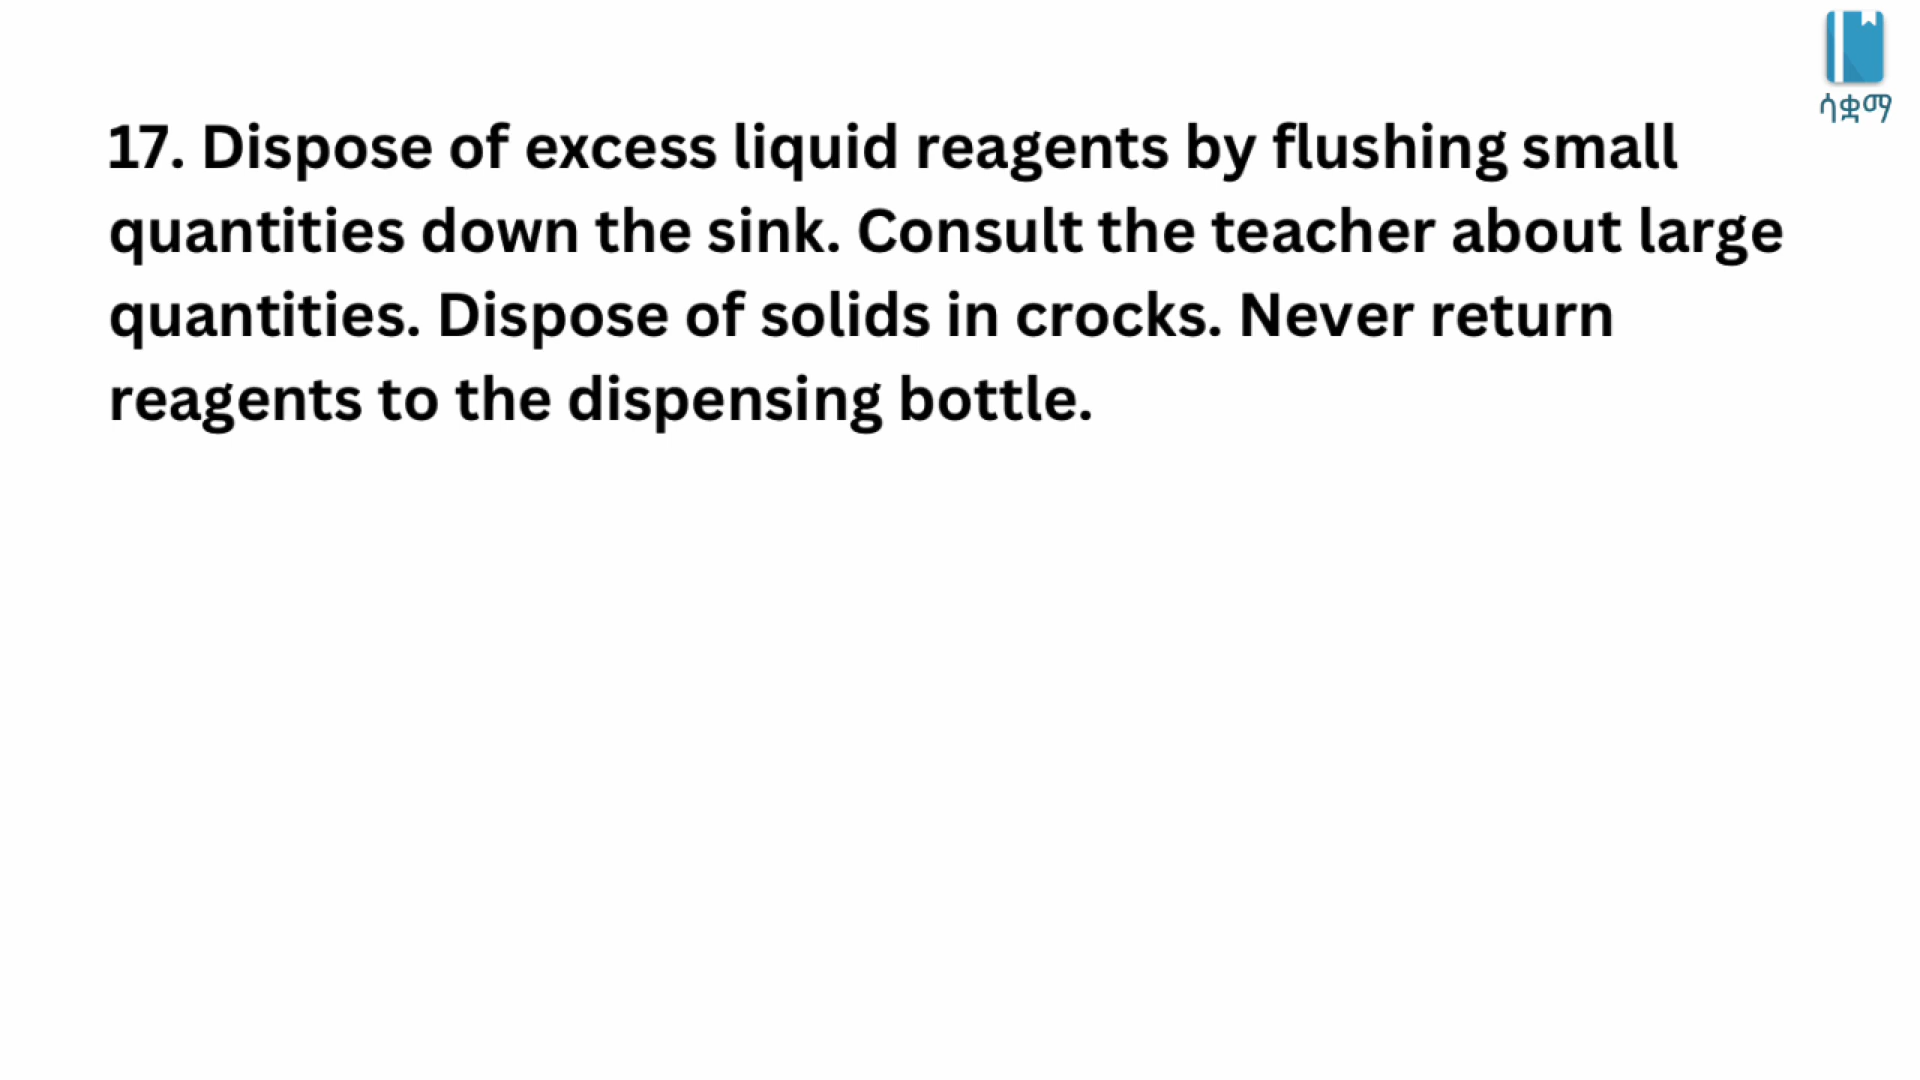 ሳቋማ
17. Dispose of excess liquid reagents by flushing small
quantities down the sink. Consult the teacher about large
quantities. Dispose of solids in crocks. Never return
reagents to the dispensing bottle.